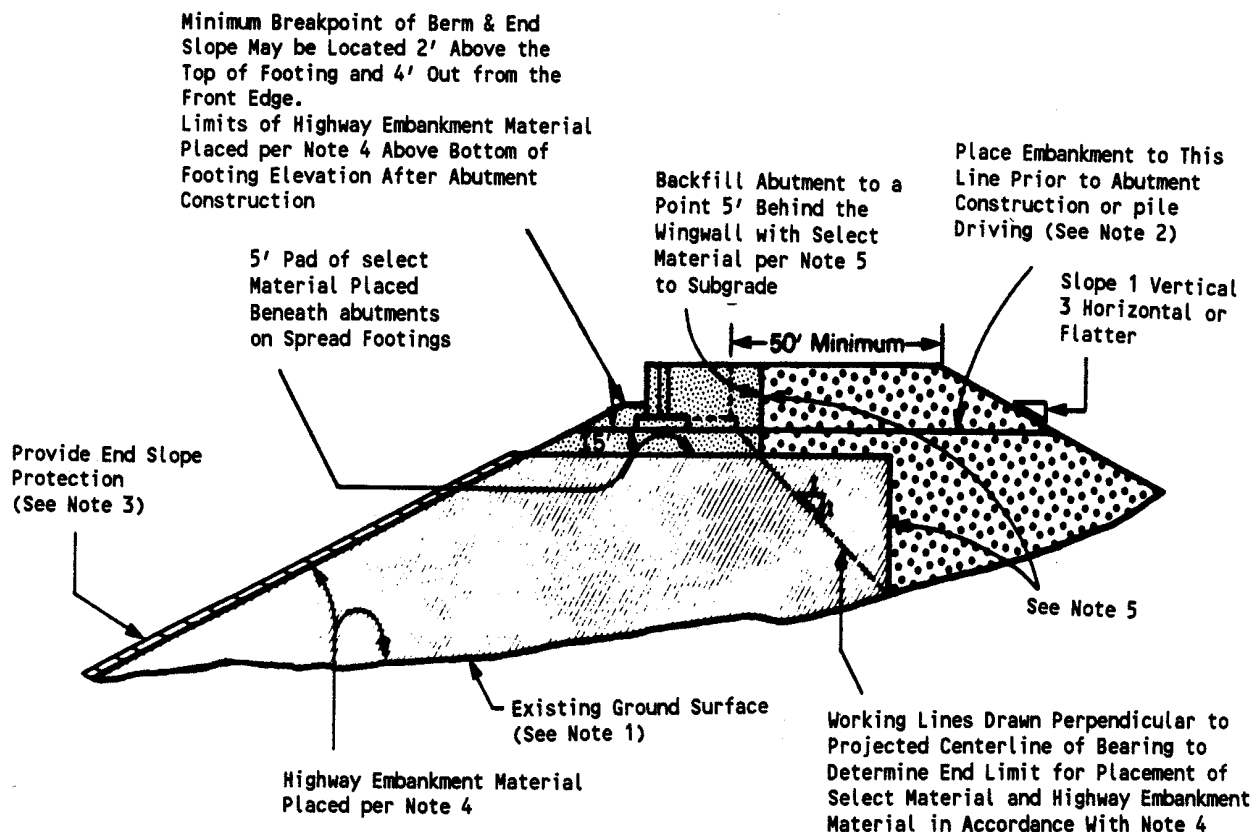 Minimum Breakpoint of Berm & End
Slope May be Located 2' Above the
Top of Footing and 4' Out from the
Front Edge.
Limits of Highway Embankment Material
Placed per Note 4 Above Bottom of
Footing Elevation After Abutment
Construction
5' Pad of select
Material Placed
Beneath abutments
on Spread Footings
Backfill Abutment to a
Point 5' Behind the
Wingwall with Select
Material per Note 5
to Subgrade
Place Embankment to This
Line Prior to Abutment
Construction or pile
Driving (See Note 2)
Slope 1 Vertical
3 Horizontal or
Flatter
50' Minimum
5'
Provide End Slope
Protection
(See Note 3)
See Note 5
Existing Ground Surface
(See Note 1)
Highway Embankment Material
Placed per Note 4
Working Lines Drawn Perpendicular to
Projected Centerline of Bearing to
Determine End Limit for Placement of
Select Material and Highway Embankment
Material in Accordance With Note 4